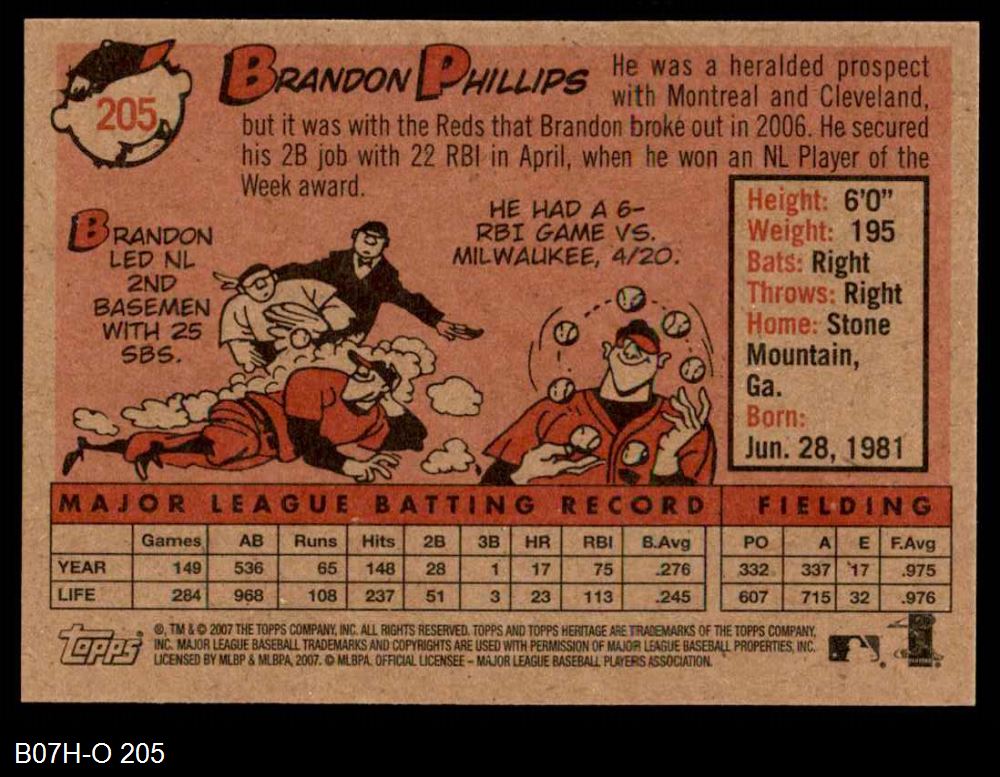 205
BRANDON PHILLIPS
He was a heralded prospect
with Montreal and Cleveland,
but it was with the Reds that Brandon broke out in 2006. He secured
his 2B job with 22 RBI in April, when he won an NL Player of the
Week award.
BRANDON
LED NL
2ND
BASEMEN
WITH 25
SBS.
HE HAD A 6-
RBI GAME VS.
MILWAUKEE, 4/20.
Height: 6'0"
Weight: 195
Bats: Right
Throws: Right
Home: Stone
Mountain,
Ga.
Born:
Jun. 28, 1981
MAJOR LEAGUE BATTING RECORD FIELDING
Games AB Runs Hits 2B 3B HR RBI B.Avg PO A E F.Avg
YEAR 149 536 65 148 28 1 17 75 .276 332 337 17 .975
LIFE 284 968 108 237 51 3 23 113 .245 607 715 32 .976
Topps
®, TM & © 2007 THE TOPPS COMPANY, INC. ALL RIGHTS RESERVED. TOPPS AND TOPPS HERITAGE ARE TRADEMARKS OF THE TOPPS COMPANY,
INC. MAJOR LEAGUE BASEBALL TRADEMARKS AND COPYRIGHTS ARE USED WITH PERMISSION OF MAJOR LEAGUE BASEBALL PROPERTIES, INC.
LICENSED BY MLBP & MLBPA, 2007. © MLBPA. OFFICIAL LICENSEE – MAJOR LEAGUE BASEBALL PLAYERS ASSOCIATION.
B07H-O 205